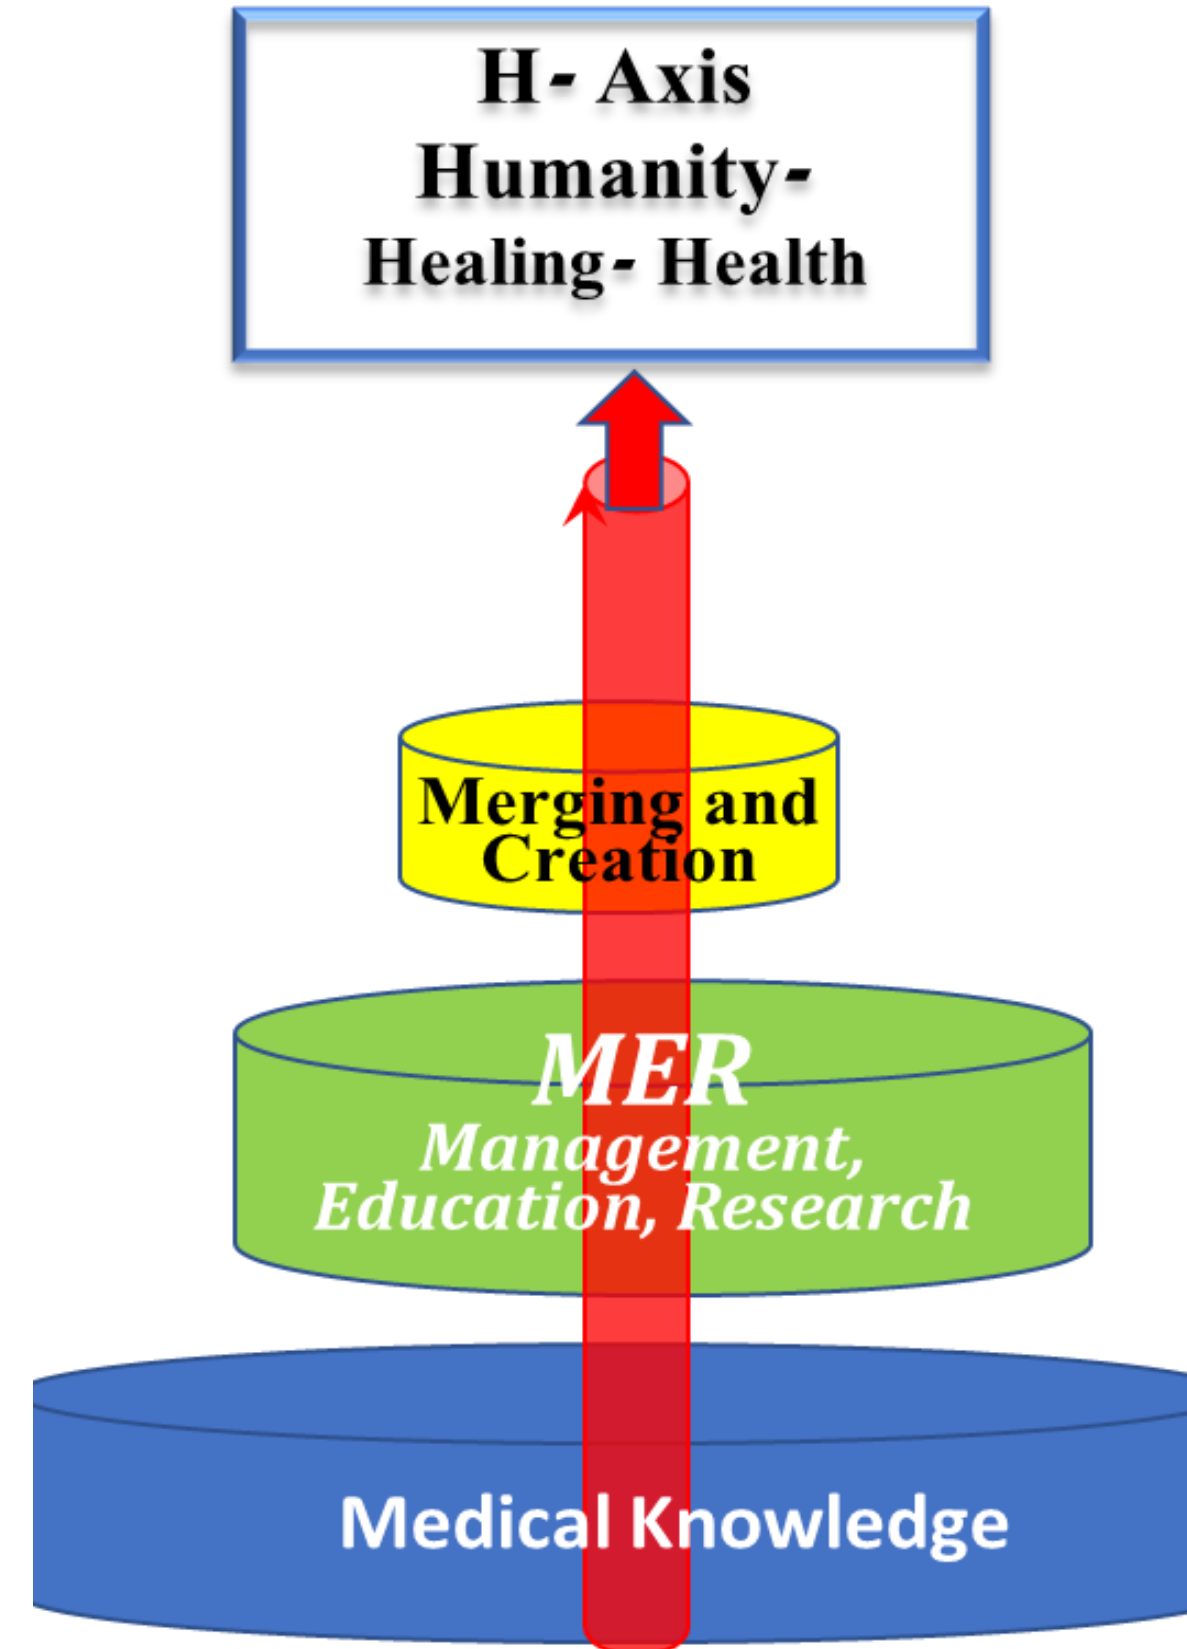 H- Axis
Humanity-
Healing- Health
Merging and
Creation
MER
Management,
Education, Research
Medical Knowledge